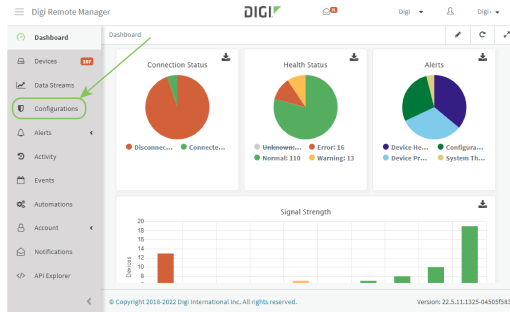 Digi Remote Manager
DIGI
Digi
Digi
Dashboard
Devices
Data Streams
Configurations
Alerts
Activity
Events
Automations
Account
Notifications
API Explorer
Dashboard
Connection Status
Disconnec... Connecte...
Health Status
Unknown:... Error: 16
Normal: 110 Warning: 13
Alerts
Device He... Configura...
Device Pr... System Th...
Signal Strength
Devices
20
18
16
14
12
10
8
6
© Copyright 2018-2022 Digi International Inc. All rights reserved.
Version: 22.5.11.1325-04505f583